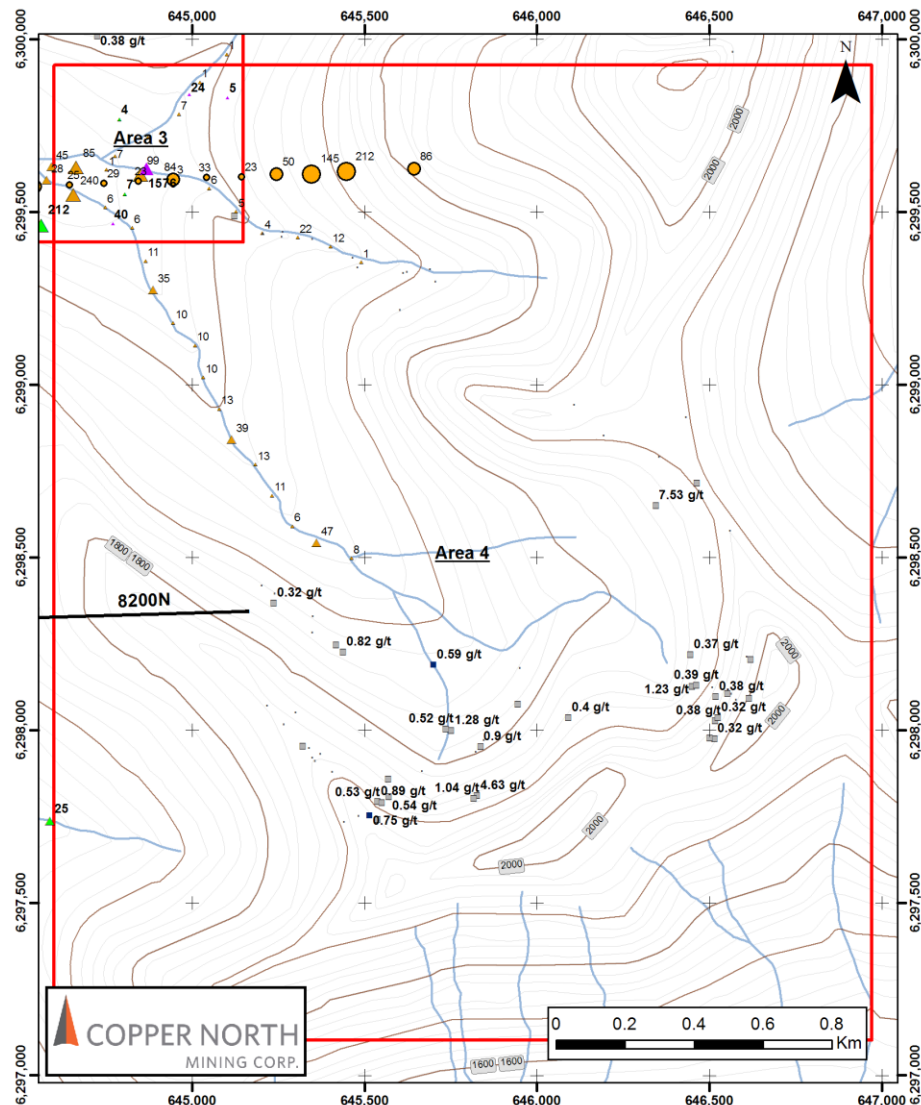 645.000 645.500 646.000 646.500 647.000
6,300.000 6,300.000
0.38 g/t
1
N
1
24
5
7
4
2000
Area 3
45 85 7 99 84 3 33 23 50 145 212 86
28 1
25 240 29 23 1576 6
7
2000
212 40 6 5
6,299.500 6,299.500
6 4 22 12 1
11
35
10
10
10
6,299.000 6,299.000
13
39
13
11
7.53 g/t
6
47
8
Area 4
6,298.500 6,298.500
1800 1800
0.32 g/t
8200N
0.82 g/t
0.59 g/t
0.37 g/t
2000
0.39 g/t
1.23 g/t 0.38 g/t
0.4 g/t
0.38 g/t 0.32 g/t
2000
0.52 g/t 1.28 g/t
0.32 g/t
0.9 g/t
6,298.000 6,298.000
0.53 g/t 0.89 g/t 1.04 g/t 4.63 g/t
0.54 g/t
0.75 g/t
25
2000
2000
6,297.500 6,297.500
COPPER NORTH
MINING CORP.
0 0.2 0.4 0.6 0.8
Km
1600 1600
6,297.000 6,297.000
645.000 645.500 646.000 646.500 647.000